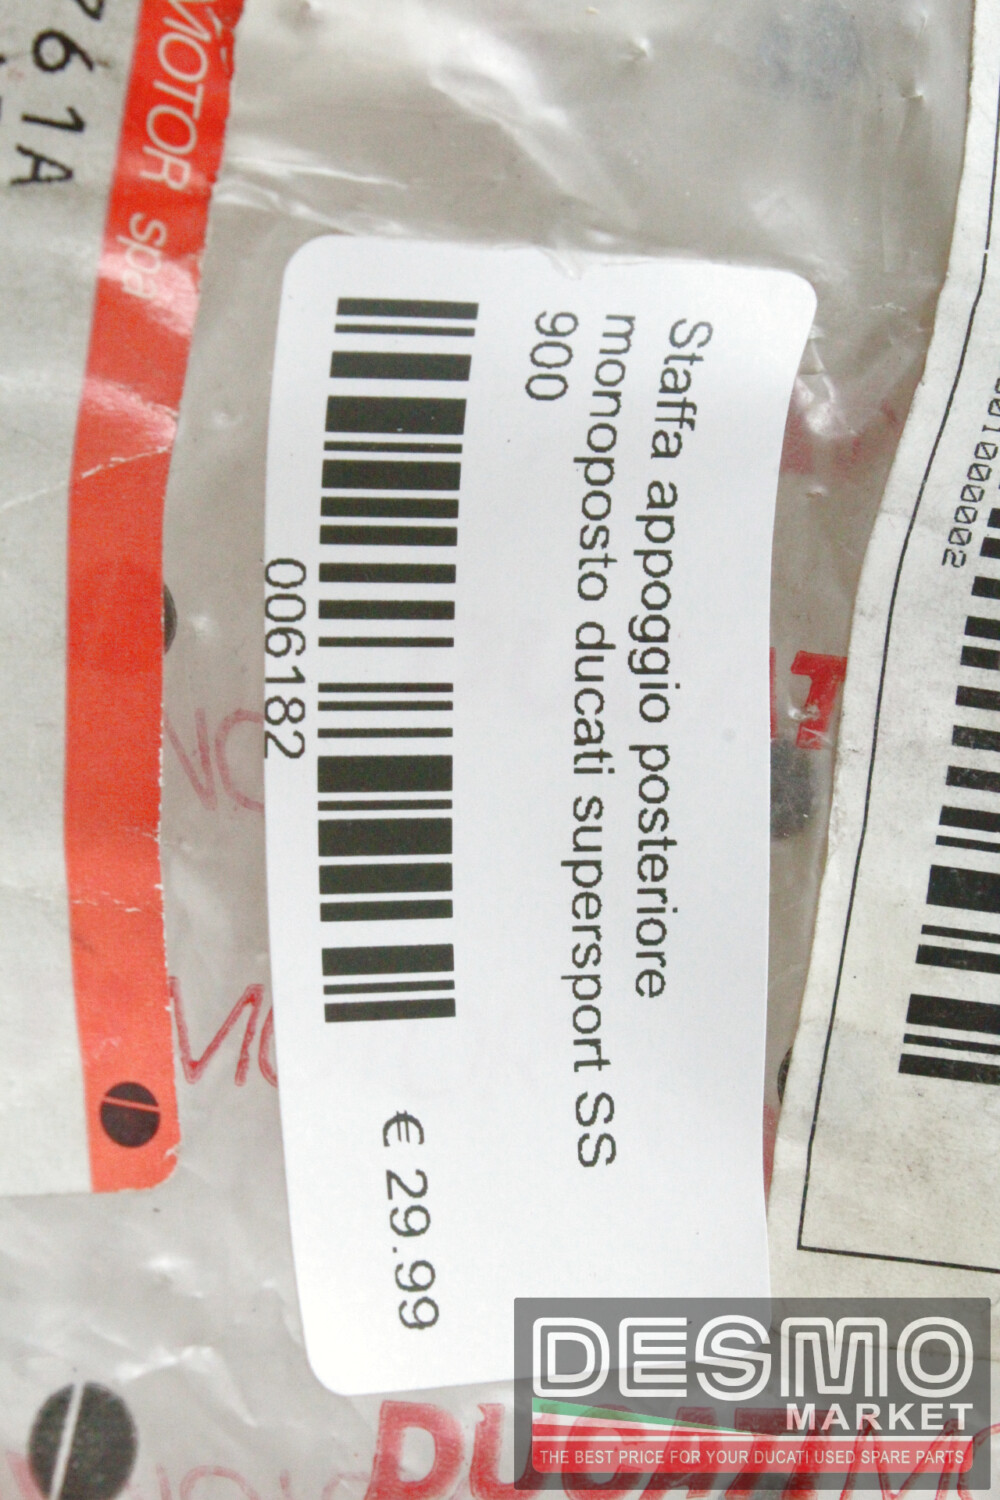 Staffa appoggio posteriore
monoposto ducati supersport SS
900
006182
€ 29.99
MOTOR spa
761A
DUCATI
DESMO
MARKET
THE BEST PRICE FOR YOUR DUCATI USED SPARE PARTS